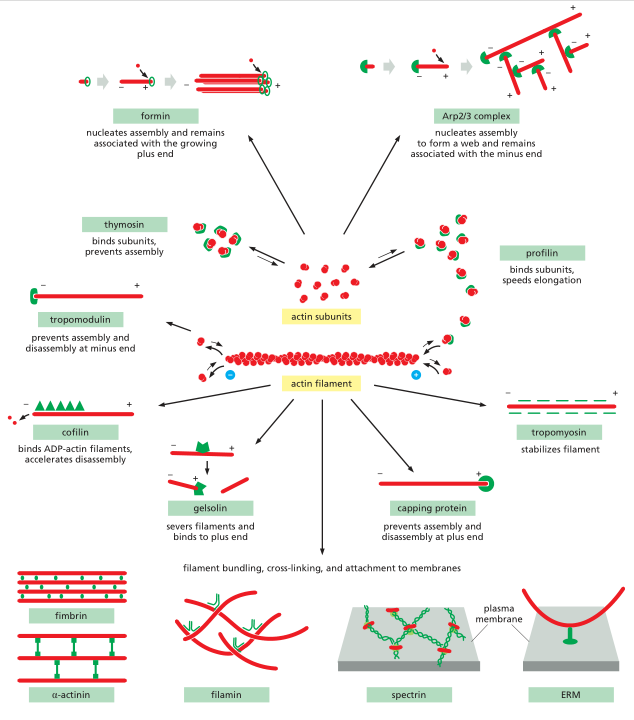 formin
nucleates assembly and remains
associated with the growing
plus end
Arp2/3 complex
nucleates assembly
to form a web and remains
associated with the minus end
− + − +
− + − − − + + + +
thymosin
binds subunits,
prevents assembly
profilin
binds subunits,
speeds elongation
actin subunits
− +
tropomodulin
prevents assembly and
disassembly at minus end
− +
actin filament
− +
cofilin
binds ADP-actin filaments,
accelerates disassembly
− +
tropomyosin
stabilizes filament
− +
− +
gelsolin
severs filaments and
binds to plus end
− +
capping protein
prevents assembly and
disassembly at plus end
filament bundling, cross-linking, and attachment to membranes
fimbrin
α-actinin
filamin
spectrin
plasma
membrane
ERM